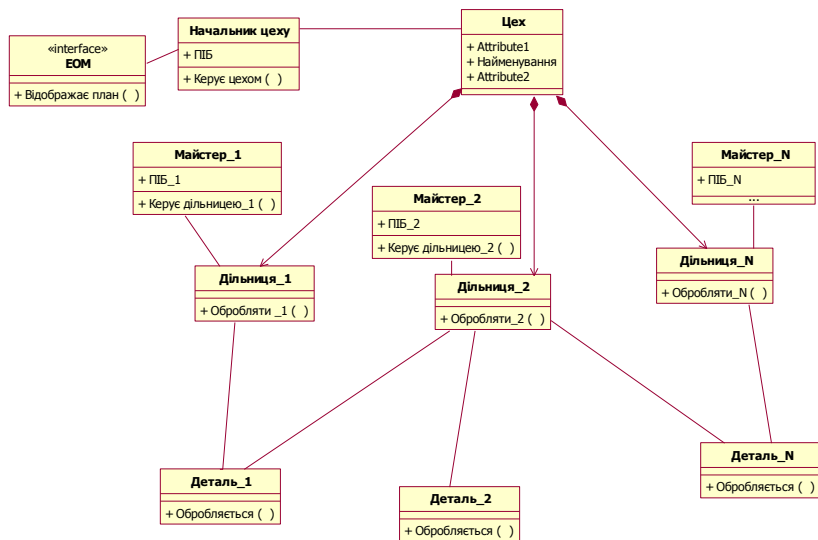 «interface»
ЕОМ
+ Відображає план ( )
Начальник цеху
+ ПІБ
+ Керує цехом ( )
Цех
+ Attribute1
+ Найменування
+ Attribute2
Майстер_1
+ ПІБ_1
+ Керує дільницею_1 ( )
Майстер_2
+ ПІБ_2
+ Керує дільницею_2 ( )
Майстер_N
+ ПІБ_N
...
Дільниця_1
+ Обробляти _1 ( )
Дільниця_2
+ Обробляти_2 ( )
Дільниця_N
+ Обробляти_N ( )
Деталь_1
+ Обробляється ( )
Деталь_2
+ Обробляється ( )
Деталь_N
+ Обробляється ( )